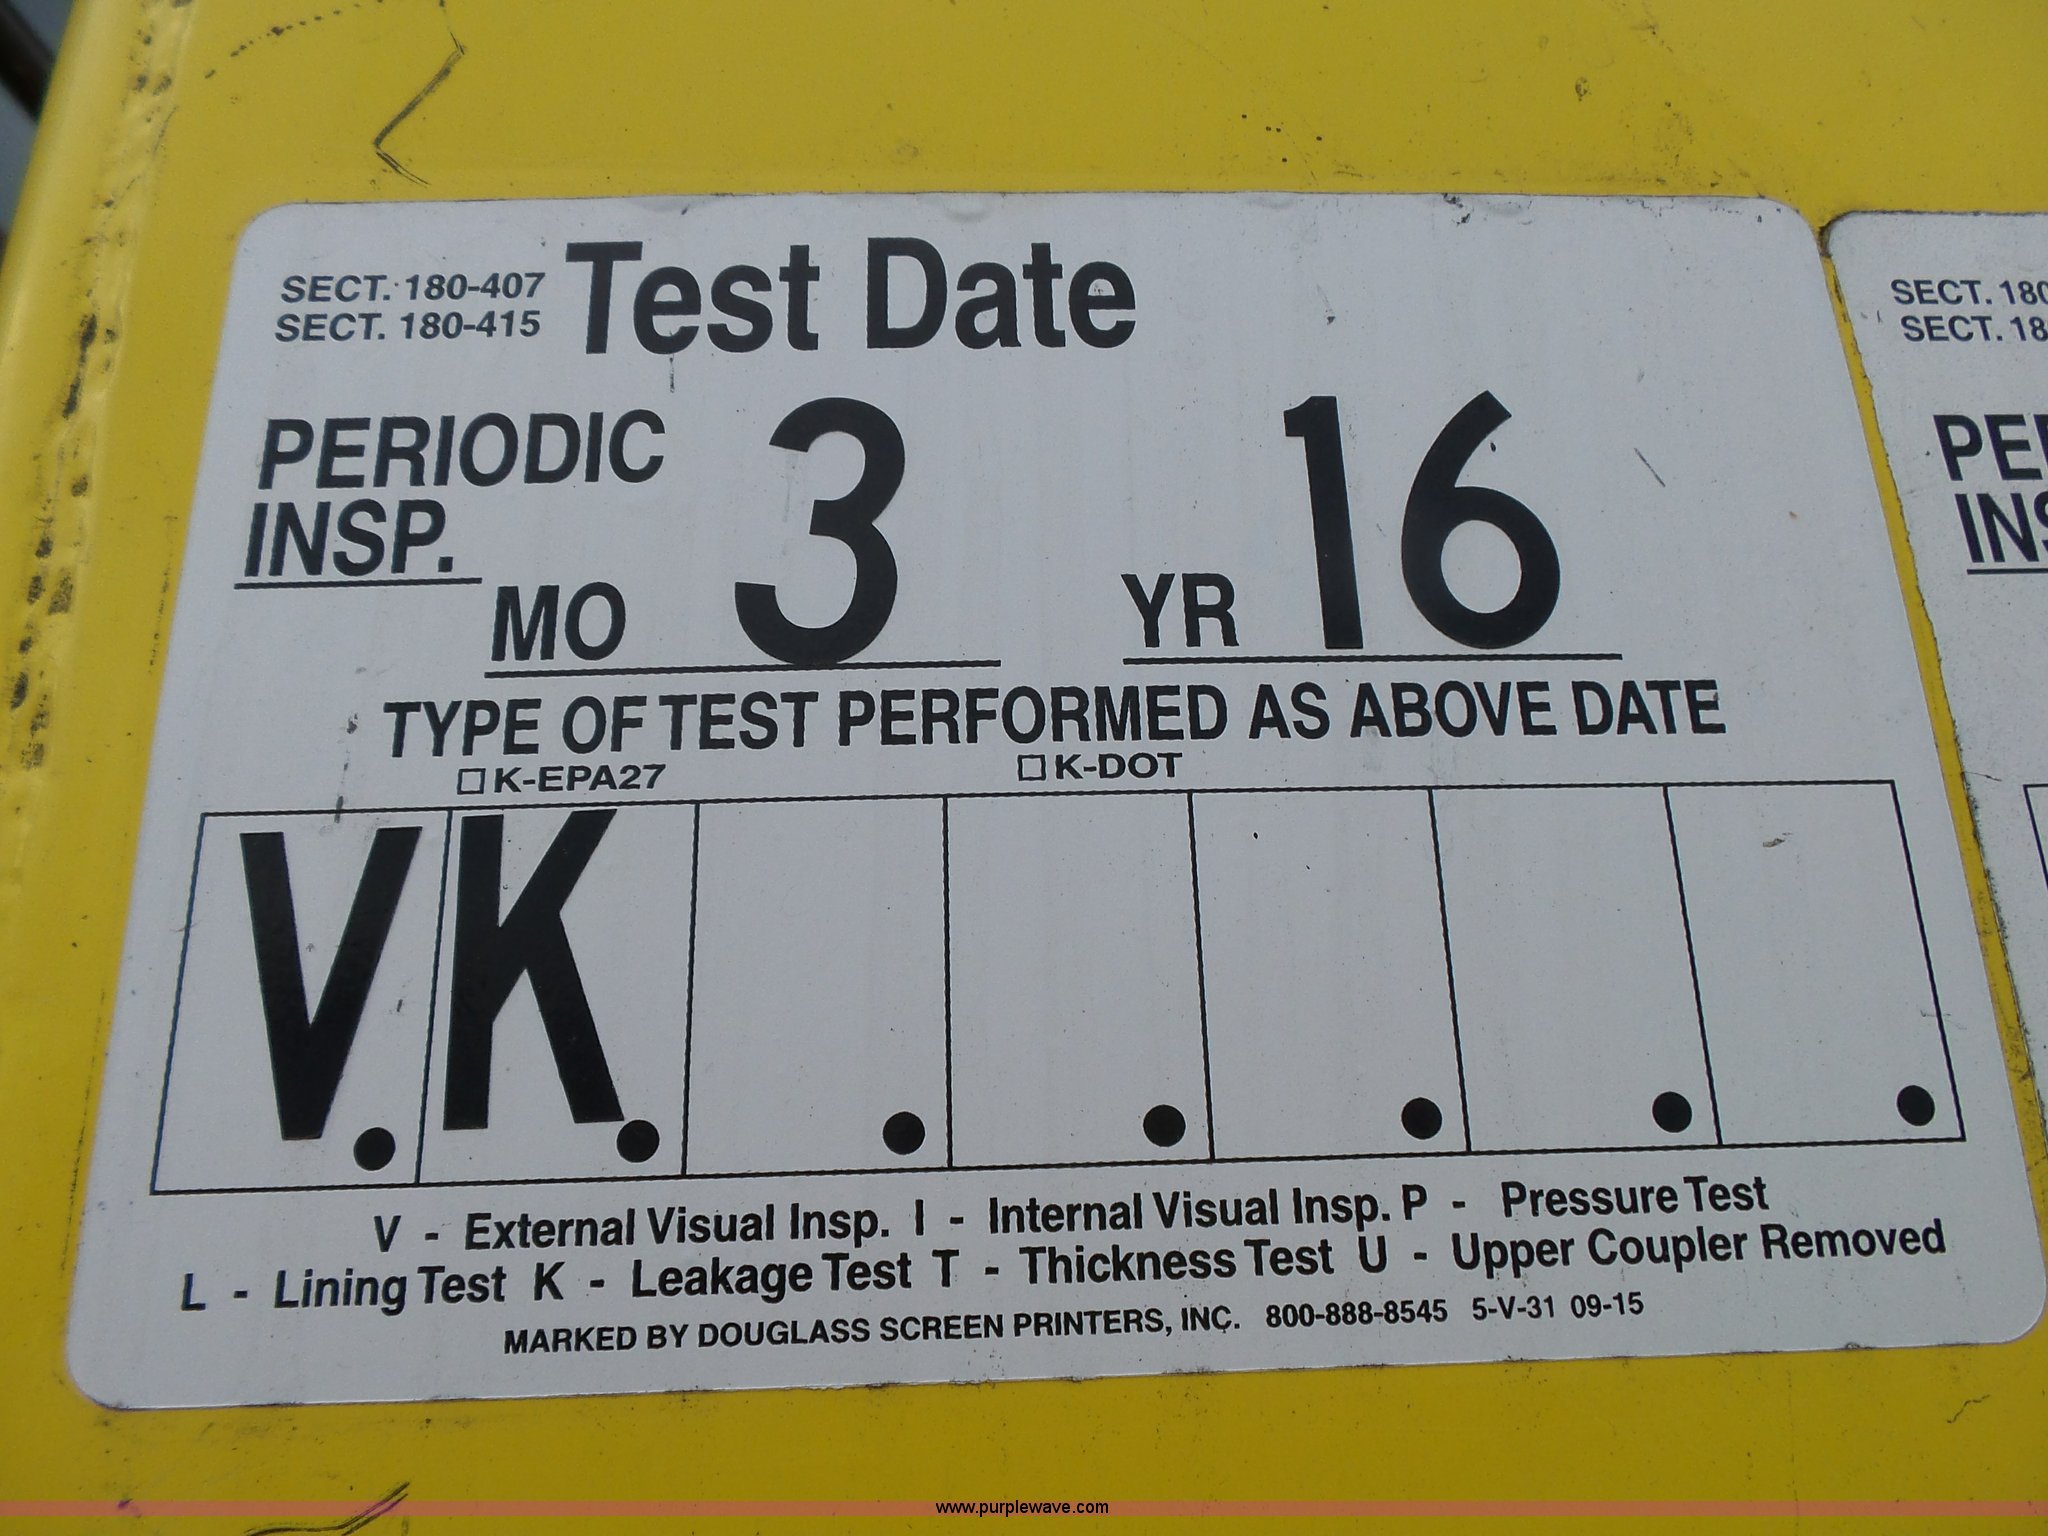 SECT. 180-407
SECT. 180-415
Test Date
PERIODIC
INSP.
MO 3 YR 16
TYPE OF TEST PERFORMED AS ABOVE DATE
K-EPA27 K-DOT
V. K. . . . . .
V - External Visual Insp. I - Internal Visual Insp. P - Pressure Test
L - Lining Test K - Leakage Test T - Thickness Test U - Upper Coupler Removed
MARKED BY DOUGLASS SCREEN PRINTERS, INC. 800-888-8545 5-V-31 09-15
SECT. 180
SECT. 18
www.purplewave.com